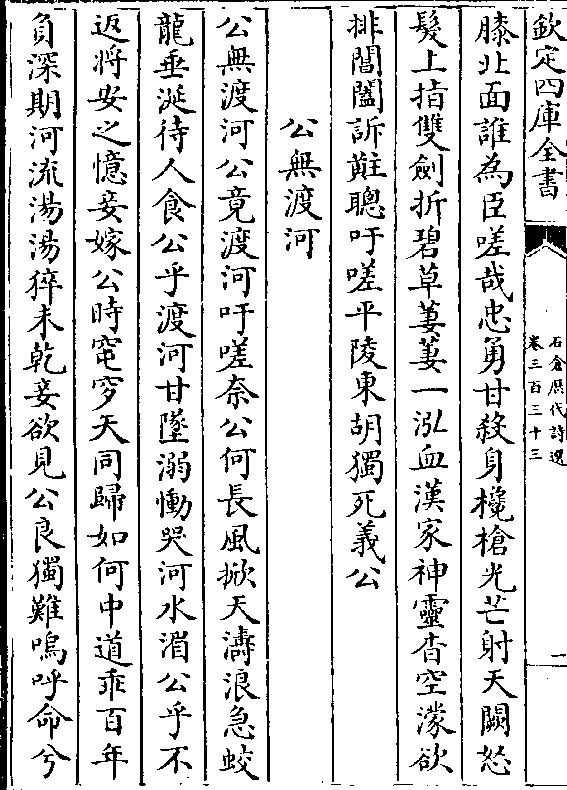 欽定四庫全書
石倉歷代詩選
卷三百三十三
一
膝北面誰為臣嗟哉忠勇甘殺身欃槍光芒射天闕怒
髮上指雙劍折碧草萋萋一泓血漢家神靈杳空濛欲
排閶闔訴黈聰吁嗟平陵東胡獨死義公
公無渡河
公無渡河公竟渡河吁嗟奈公何長風掀天濤浪急蛟
龍垂涎待人食公乎渡河甘墜溺慟哭河水湄公乎不
返將安之憶妾嫁公時窀穸天同歸如何中道乖百年
負深期河流湯湯猝未乾妾欲見公良獨難嗚呼命兮